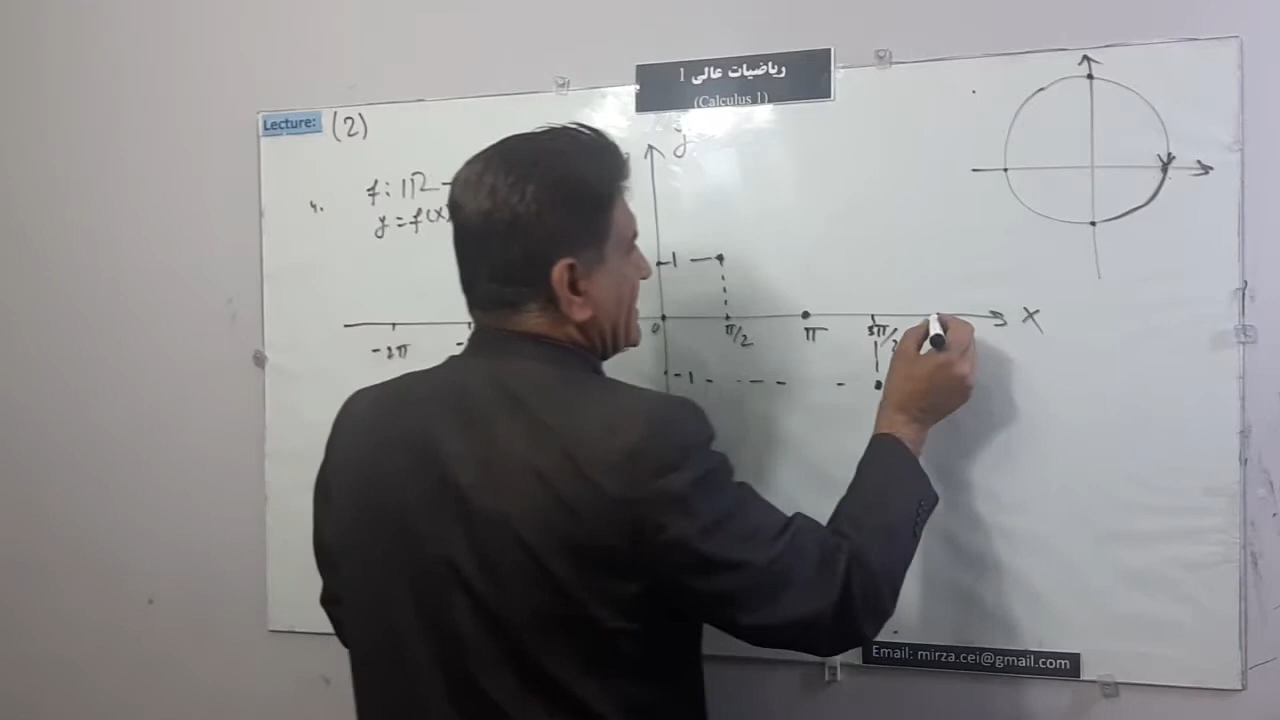 ریاضیات عالی 1
(Calculus 1)
Lecture: (2)
f: IR
y = f(x)
y
1
0
π/2
π
3π/2
x
-2π
-1
Email: mirza.cei@gmail.com